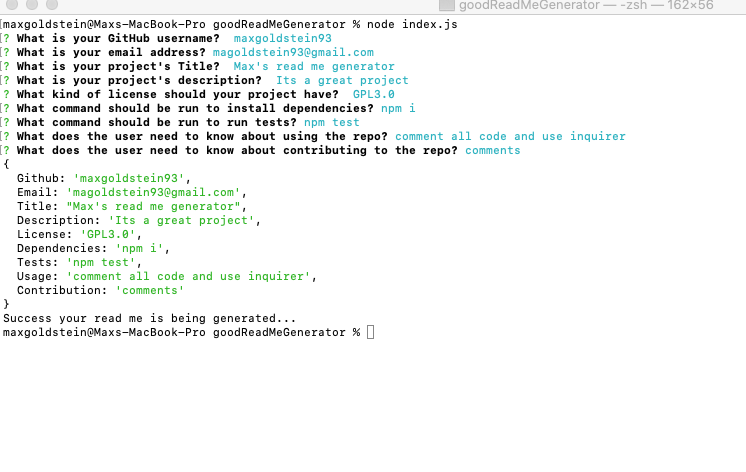 goodReadMeGenerator — -zsh — 162×56
[maxgoldstein@Maxs-MacBook-Pro goodReadMeGenerator % node index.js
[? What is your GitHub username?  maxgoldstein93
[? What is your email address? magoldstein93@gmail.com
[? What is your project's Title?  Max's read me generator
[? What is your project's description?  Its a great project
? What kind of license should your project have?  GPL3.0
[? What command should be run to install dependencies? npm i
[? What command should be run to run tests? npm test
[? What does the user need to know about using the repo? comment all code and use inquirer
[? What does the user need to know about contributing to the repo? comments
{
  Github: 'maxgoldstein93',
  Email: 'magoldstein93@gmail.com',
  Title: "Max's read me generator",
  Description: 'Its a great project',
  License: 'GPL3.0',
  Dependencies: 'npm i',
  Tests: 'npm test',
  Usage: 'comment all code and use inquirer',
  Contribution: 'comments'
}
Success your read me is being generated...
maxgoldstein@Maxs-MacBook-Pro goodReadMeGenerator %